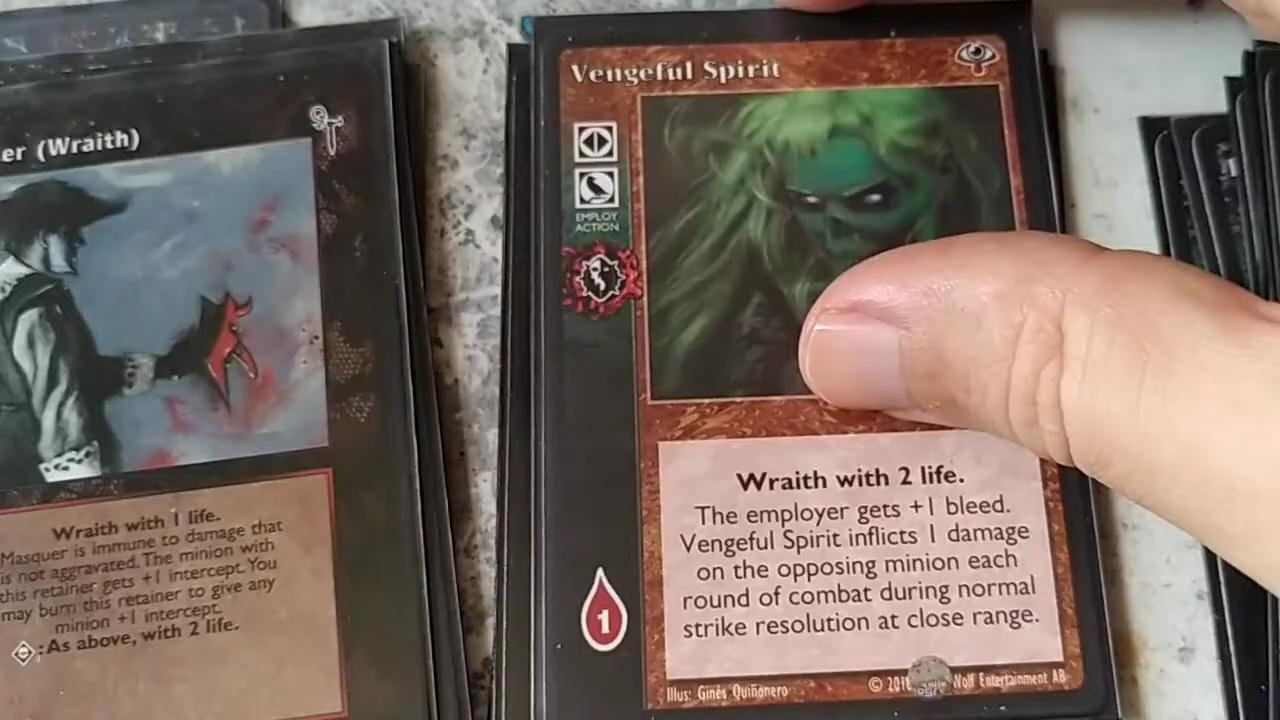 er (Wraith)
Wraith with 1 life.
Masquer is immune to damage that
is not aggravated. The minion with
this retainer gets +1 intercept. You
may burn this retainer to give any
minion +1 intercept.
: As above, with 2 life.
Vengeful Spirit
EMPLOY
ACTION
1
Wraith with 2 life.
The employer gets +1 bleed.
Vengeful Spirit inflicts 1 damage
on the opposing minion each
round of combat during normal
strike resolution at close range.
Illus: Ginés Quiñonero
© Nolf Entertainment AB